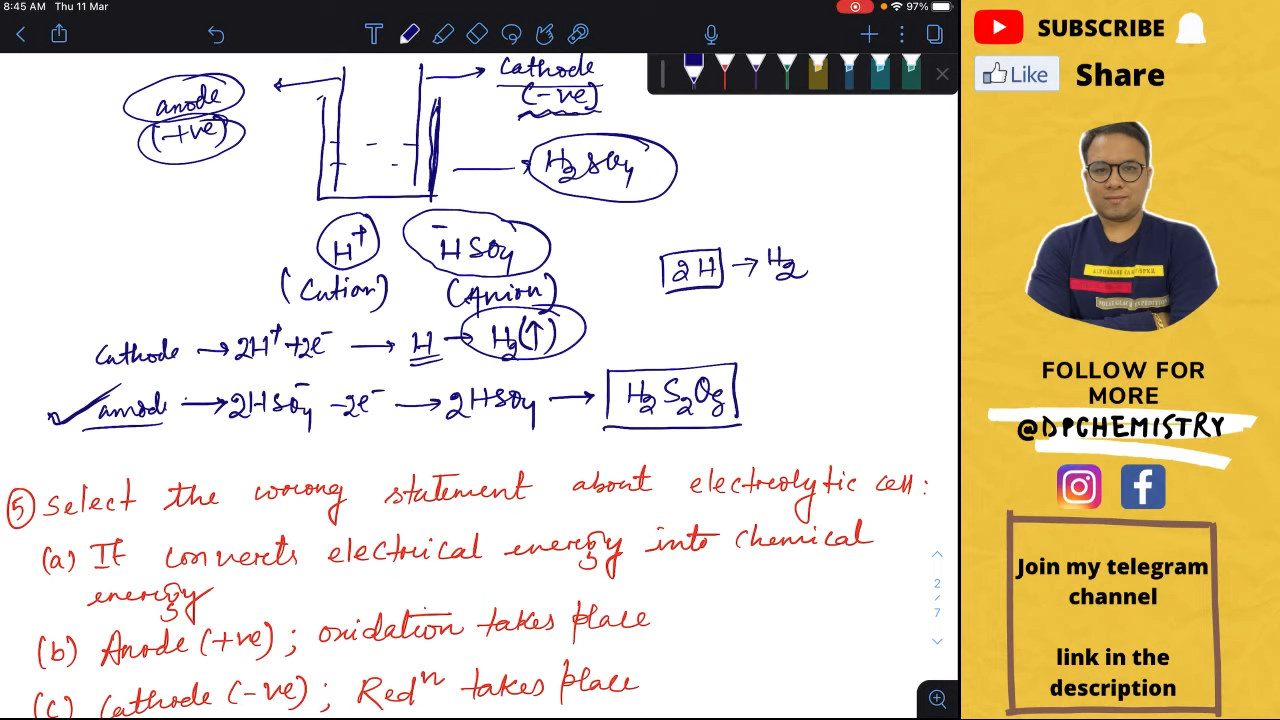 8:45 AM Thu 11 Mar
97%
SUBSCRIBE
Like
Share
anode
(+ve)
Cathode
(-ve)
H2SO4
H+
-HSO4
(Cution)
(Anion)
2H → H2
Cathode → 2H+ +2e- → H → H2(↑)
anode → 2HSO4- -2e- → 2HSO4 → H2S2O8
⑤ Select the wrong statement about electrolytic cell:
(a) It converts electrical energy into chemical
energy
(b) Anode (+ve); oxidation takes place
(c) Cathode (-ve); Redn takes place
2
/
7
FOLLOW FOR
MORE
@DPCHEMISTRY
Join my telegram
channel
link in the
description